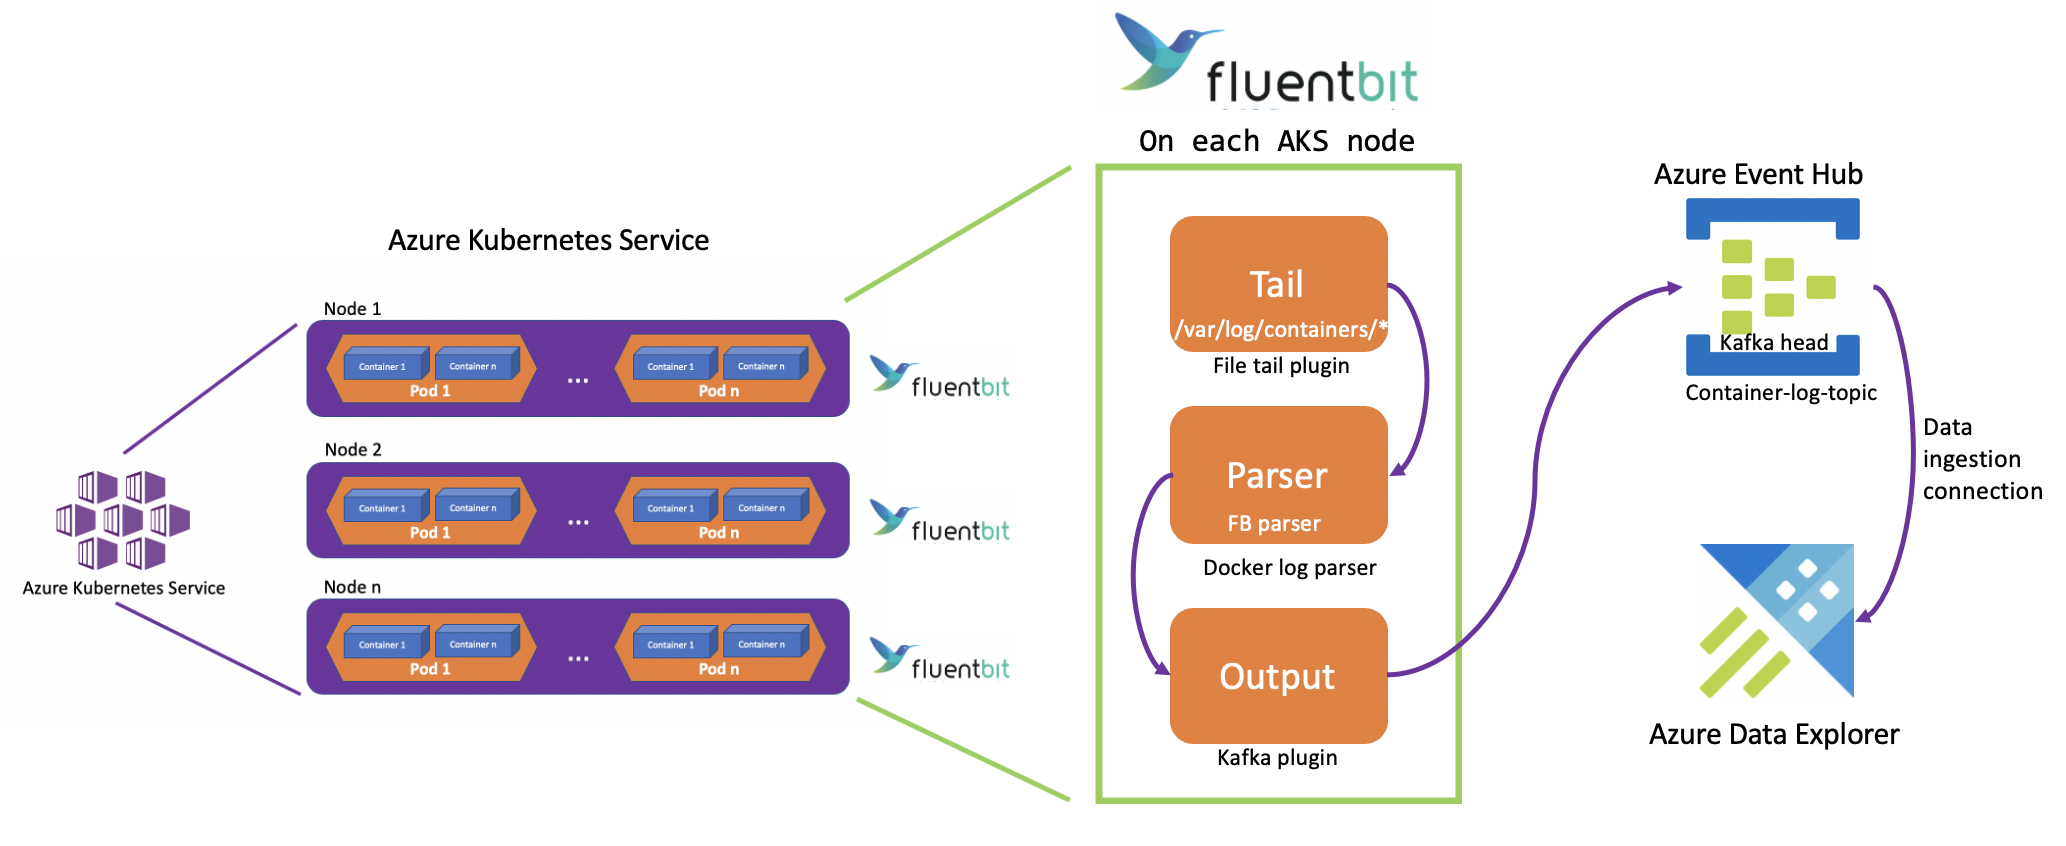 fluentbit
On each AKS node
Azure Event Hub
Azure Kubernetes Service
Node 1
Container 1
Container n
Pod 1
...
Container 1
Container n
Pod n
fluentbit
Node 2
Container 1
Container n
Pod 1
...
Container 1
Container n
Pod n
fluentbit
Node n
Container 1
Container n
Pod 1
...
Container 1
Container n
Pod n
fluentbit
Azure Kubernetes Service
Tail
/var/log/containers/*
File tail plugin
Parser
FB parser
Docker log parser
Output
Kafka plugin
Kafka head
Container-log-topic
Data
ingestion
connection
Azure Data Explorer